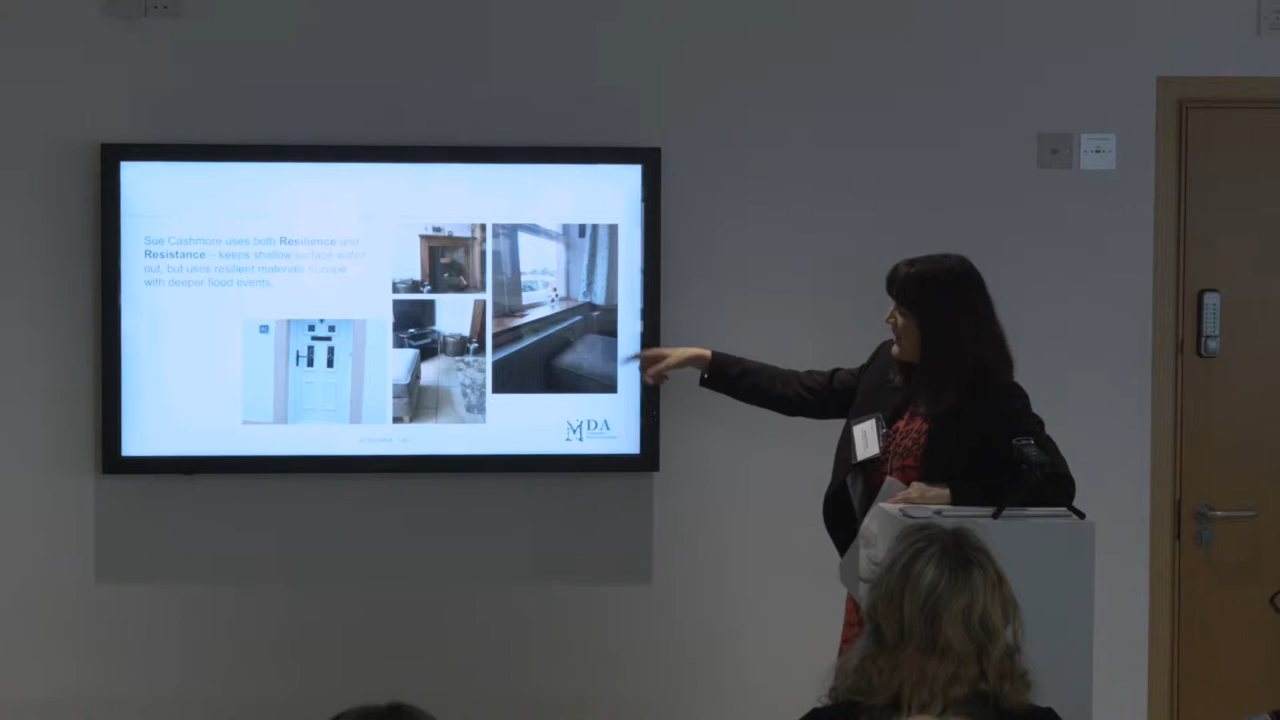 Sue Cashmore uses both Resilience and
Resistance – keeps shallow surface water
out, but uses resilient materials to cope
with deeper flood events.
MDA